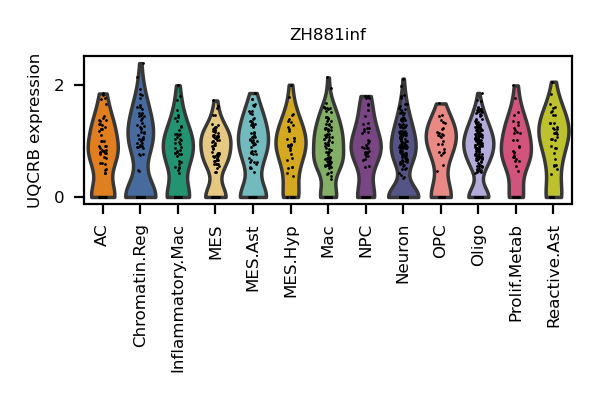 ZH881inf
UQCRB expression
2
0
AC
Chromatin.Reg
Inflammatory.Mac
MES
MES.Ast
MES.Hyp
Mac
NPC
Neuron
OPC
Oligo
Prolif.Metab
Reactive.Ast